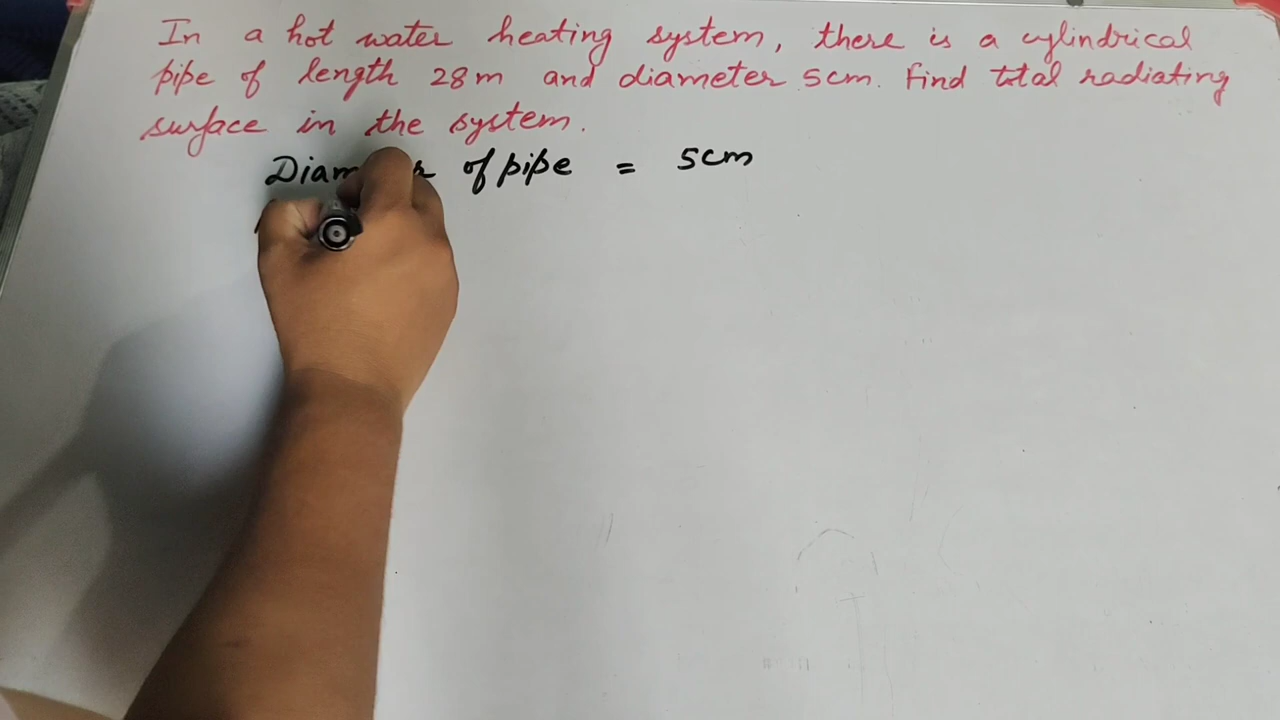 In a hot water heating system, there is a cylindrical
pipe of length 28m and diameter 5cm. Find total radiating
surface in the system.
of pipe = 5cm